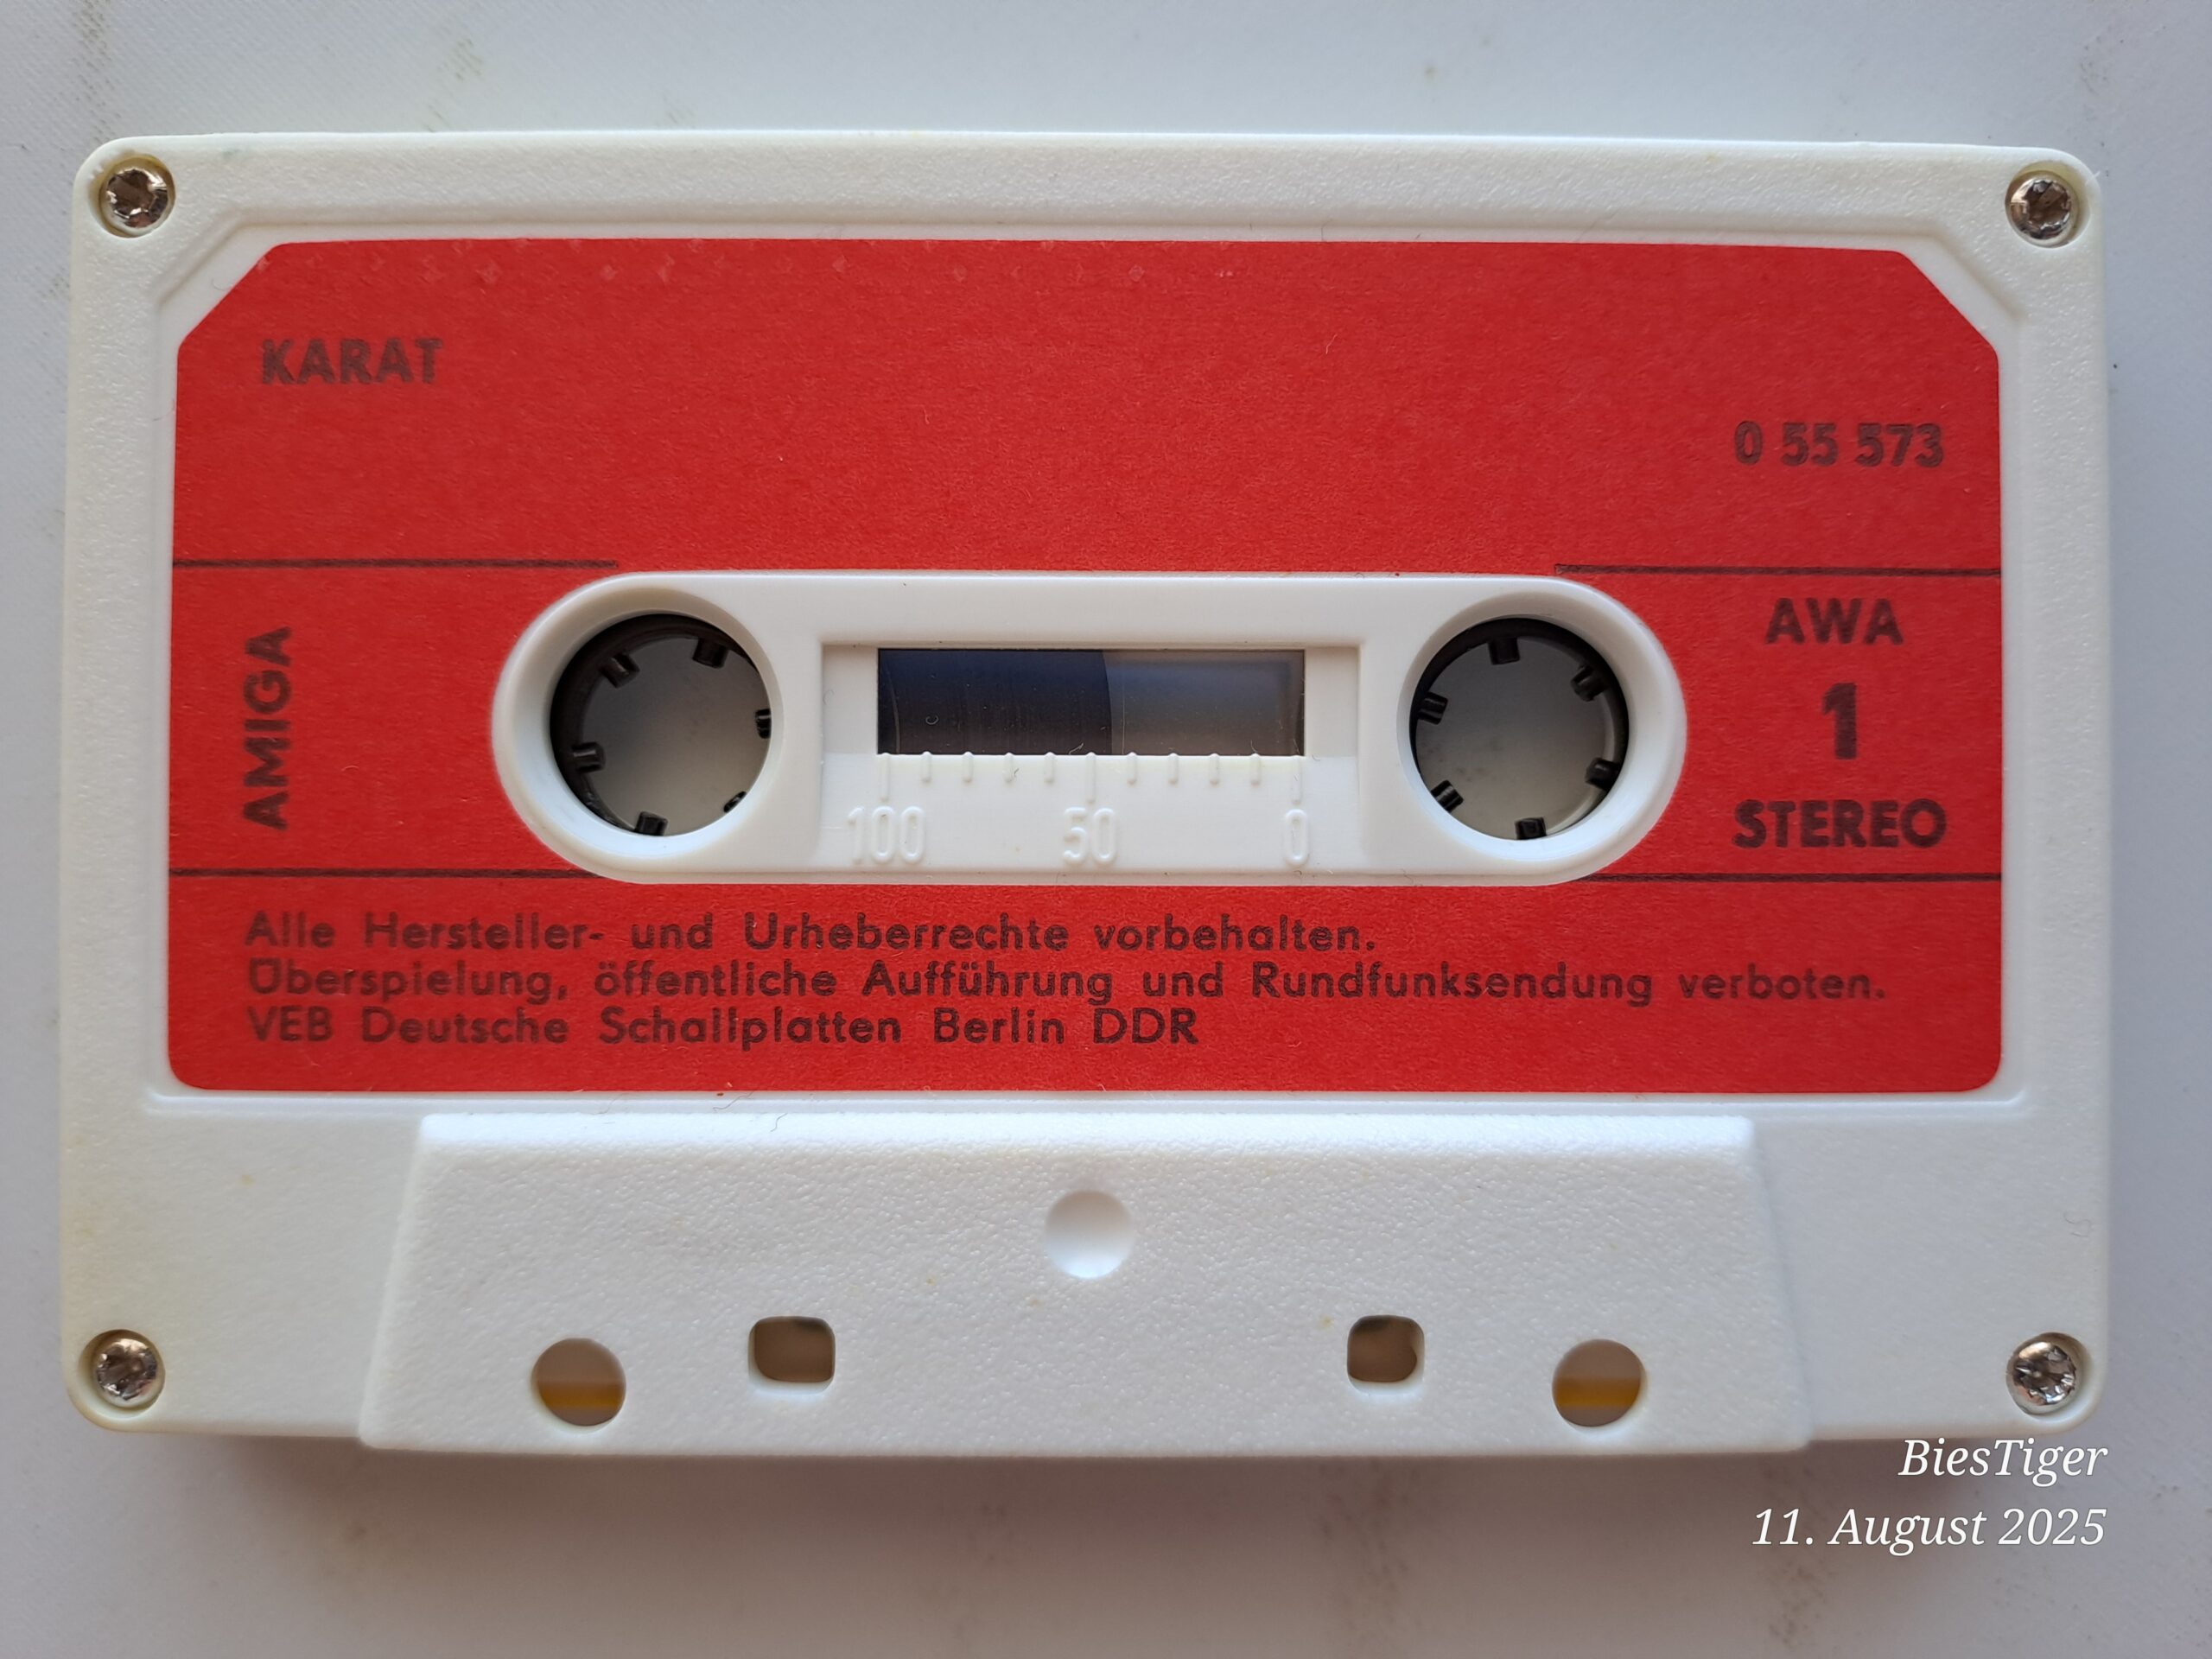 KARAT
0 55 573
AMIGA
AWA
1
STEREO
100 50 0
Alle Hersteller- und Urheberrechte vorbehalten.
Überspielung, öffentliche Aufführung und Rundfunksendung verboten.
VEB Deutsche Schallplatten Berlin DDR
BiesTiger
11. August 2025